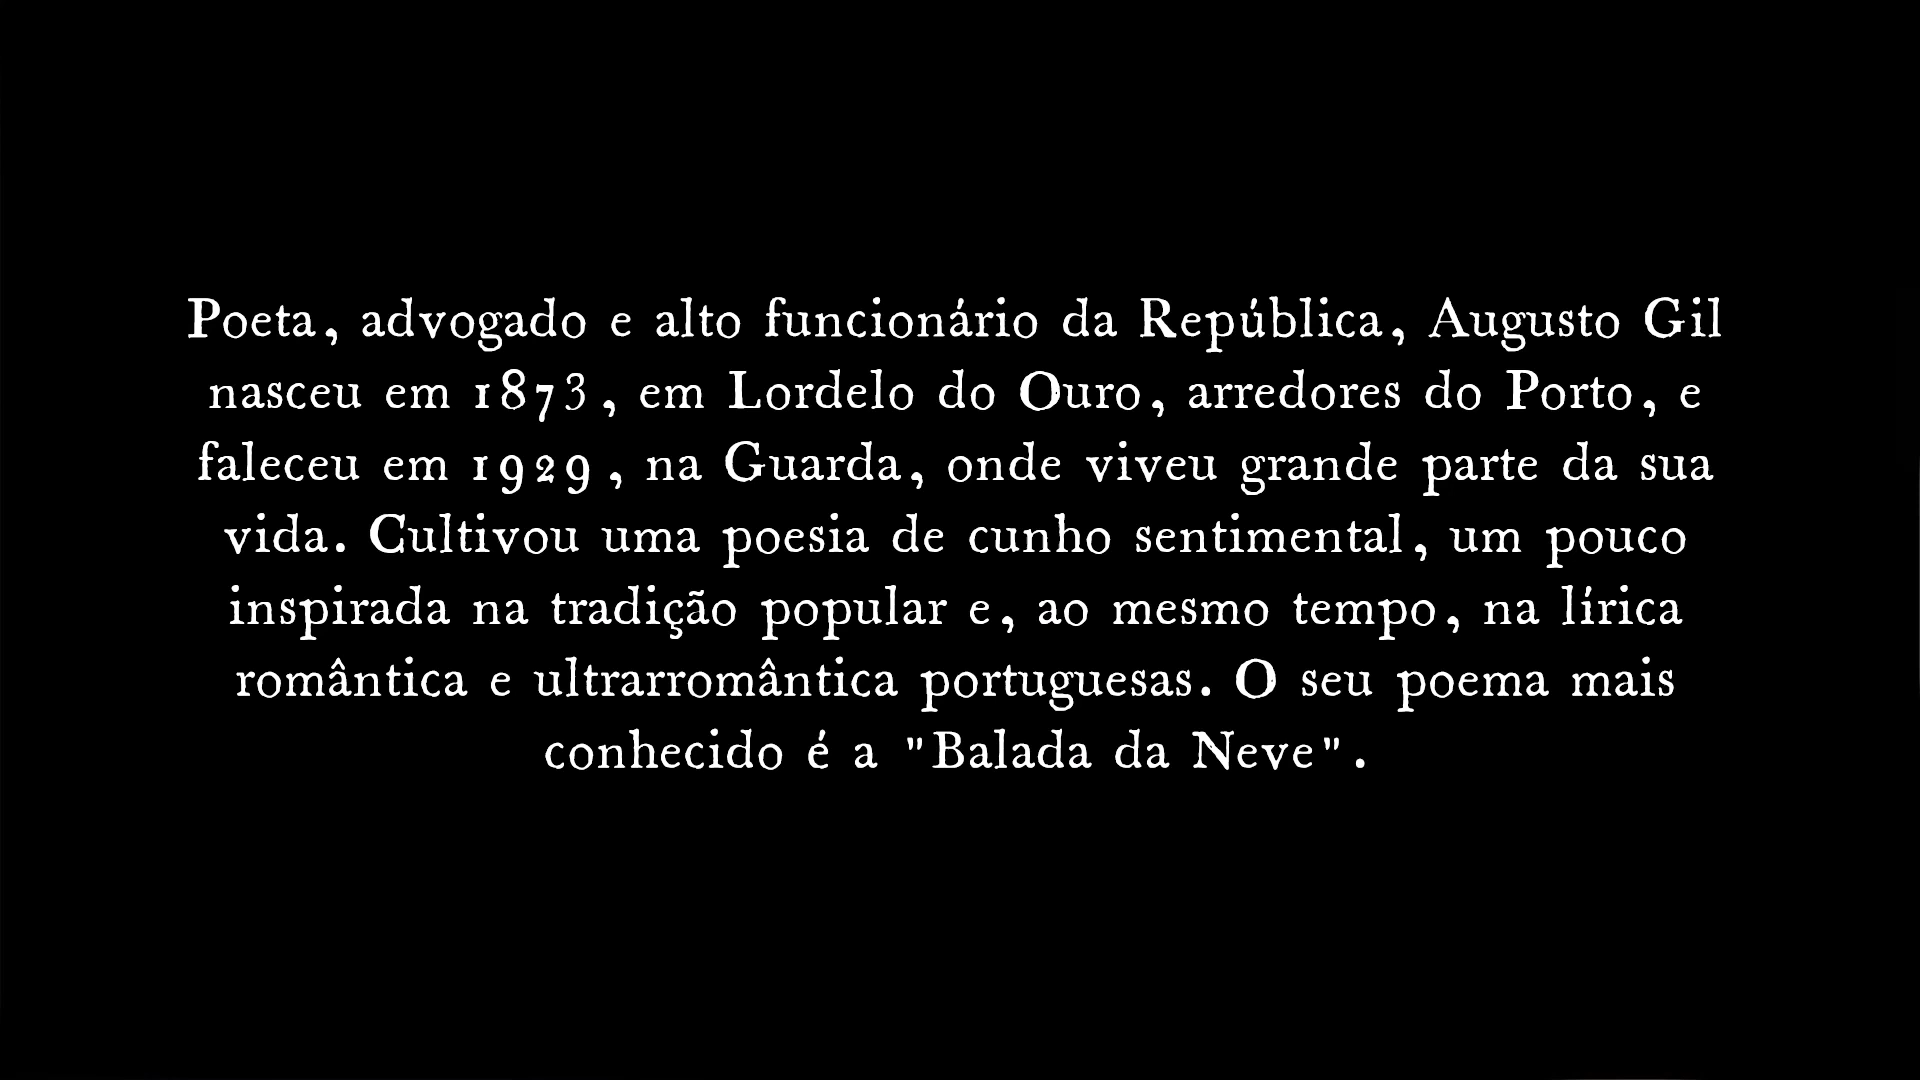 Poeta, advogado e alto funcionário da República, Augusto Gil
nasceu em 1873, em Lordelo do Ouro, arredores do Porto, e
faleceu em 1929, na Guarda, onde viveu grande parte da sua
vida. Cultivou uma poesia de cunho sentimental, um pouco
inspirada na tradição popular e, ao mesmo tempo, na lírica
romântica e ultrarromântica portuguesas. O seu poema mais
conhecido é a "Balada da Neve".